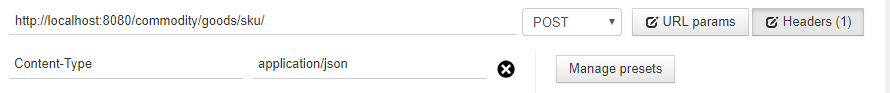 http://localhost:8080/commodity/goods/sku/ POST URL params Headers (1)
Content-Type application/json Manage presets